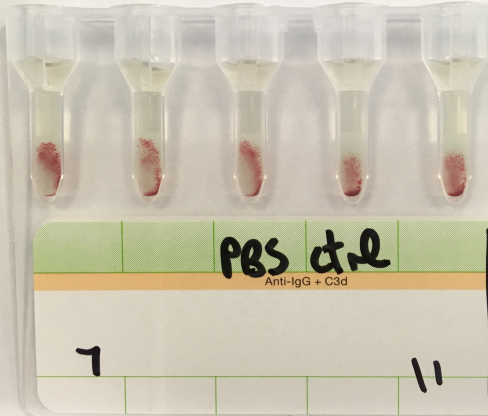 PBS ctrl
Anti-IgG + C3d
7 11